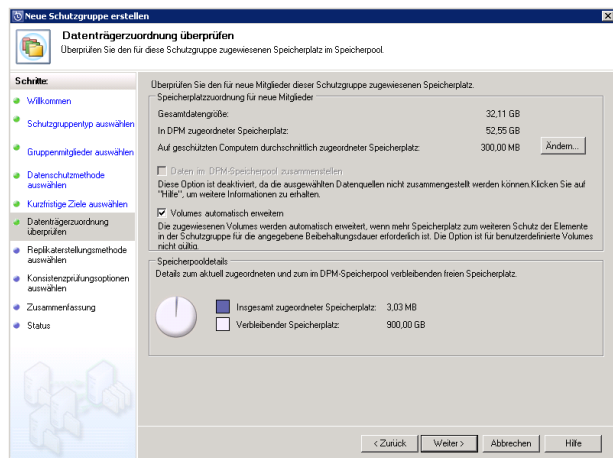 Neue Schutzgruppe erstellen
Datenträgerzuordnung überprüfen
Überprüfen Sie den für diese Schutzgruppe zugewiesenen Speicherplatz im Speicherpool.
Schritte:
Willkommen
Schutzgruppentyp auswählen
Gruppenmitglieder auswählen
Datenschutzmethode
auswählen
Kurzfristige Ziele auswählen
Datenträgerzuordnung
überprüfen
Replikaterstellungsmethode
auswählen
Konsistenzprüfungsoptionen
auswählen
Zusammenfassung
Status
Überprüfen Sie den für neue Mitglieder dieser Schutzgruppe zugewiesenen Speicherplatz.
Speicherplatzzuordnung für neue Mitglieder
Gesamtdatengröße: 32,11 GB
In DPM zugeordneter Speicherplatz: 52,55 GB
Auf geschützten Computern durchschnittlich zugeordneter Speicherplatz: 300,00 MB Ändern...
Daten im DPM-Speicherpool zusammenstellen
Diese Option ist deaktiviert, da die ausgewählten Datenquellen nicht zusammengestellt werden können.Klicken Sie auf
"Hilfe", um weitere Informationen zu erhalten.
Volumes automatisch erweitern
Die zugewiesenen Volumes werden automatisch erweitert, wenn mehr Speicherplatz zum weiteren Schutz der Elemente
in der Schutzgruppe für die angegebene Beibehaltungsdauer erforderlich ist. Die Option ist für benutzerdefinierte Volumes
nicht gültig.
Speicherpooldetails
Details zum aktuell zugeordneten und zum im DPM-Speicherpool verbleibenden freien Speicherplatz.
Insgesamt zugeordneter Speicherplatz: 3,03 MB
Verbleibender Speicherplatz: 900,00 GB
< Zurück Weiter > Abbrechen Hilfe